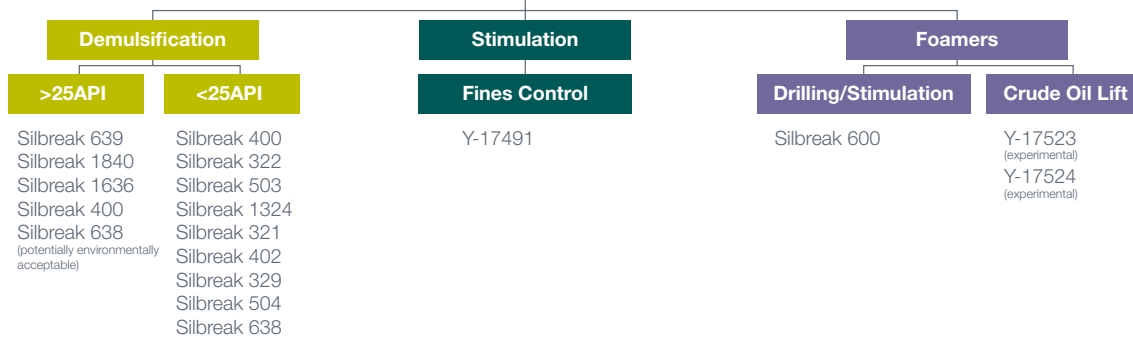 Demulsification
Stimulation
Foamers
>25API
<25API
Fines Control
Drilling/Stimulation
Crude Oil Lift
Silbreak 639
Silbreak 1840
Silbreak 1636
Silbreak 400
Silbreak 638
(potentially environmentally
acceptable)
Silbreak 400
Silbreak 322
Silbreak 503
Silbreak 1324
Silbreak 321
Silbreak 402
Silbreak 329
Silbreak 504
Silbreak 638
Y-17491
Silbreak 600
Y-17523
(experimental)
Y-17524
(experimental)